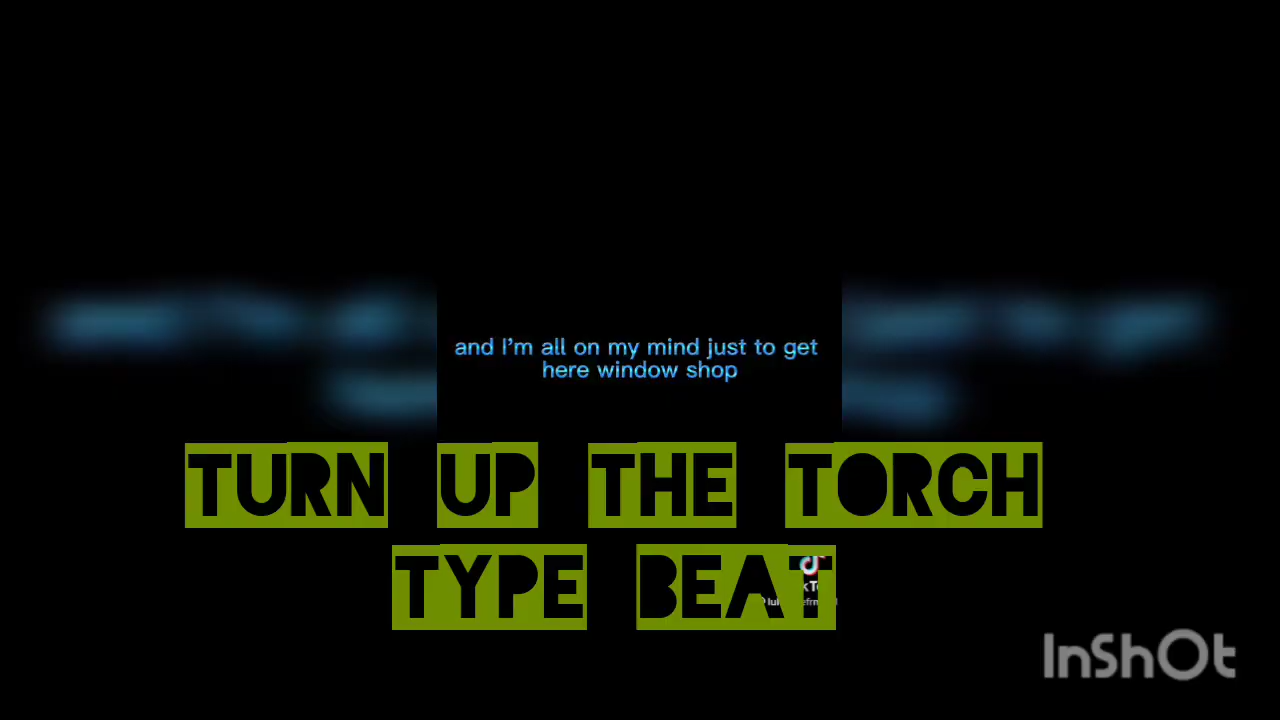 and I'm all on my mind just to get
here window shop
TURN UP THE TORCH
TYPE BEAT
InShOt